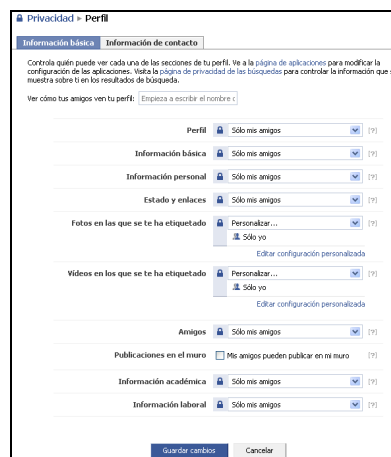 Privacidad ▸ Perfil
Información básica Información de contacto
Controla quién puede ver cada una de las secciones de tu perfil. Ve a la página de aplicaciones para modificar la
configuración de las aplicaciones. Visita la página de privacidad de las búsquedas para controlar la información que
muestra sobre ti en los resultados de búsqueda.
Ver cómo tus amigos ven tu perfil: Empieza a escribir el nombre
Perfil Sólo mis amigos [?]
Información básica Sólo mis amigos [?]
Información personal Sólo mis amigos [?]
Estado y enlaces Sólo mis amigos [?]
Fotos en las que se te ha etiquetado Personalizar... [?]
Sólo yo
Editar configuración personalizada
Vídeos en los que se te ha etiquetado Personalizar... [?]
Sólo yo
Editar configuración personalizada
Amigos Sólo mis amigos [?]
Publicaciones en el muro Mis amigos pueden publicar en mi muro [?]
Información académica Sólo mis amigos [?]
Información laboral Sólo mis amigos [?]
Guardar cambios Cancelar